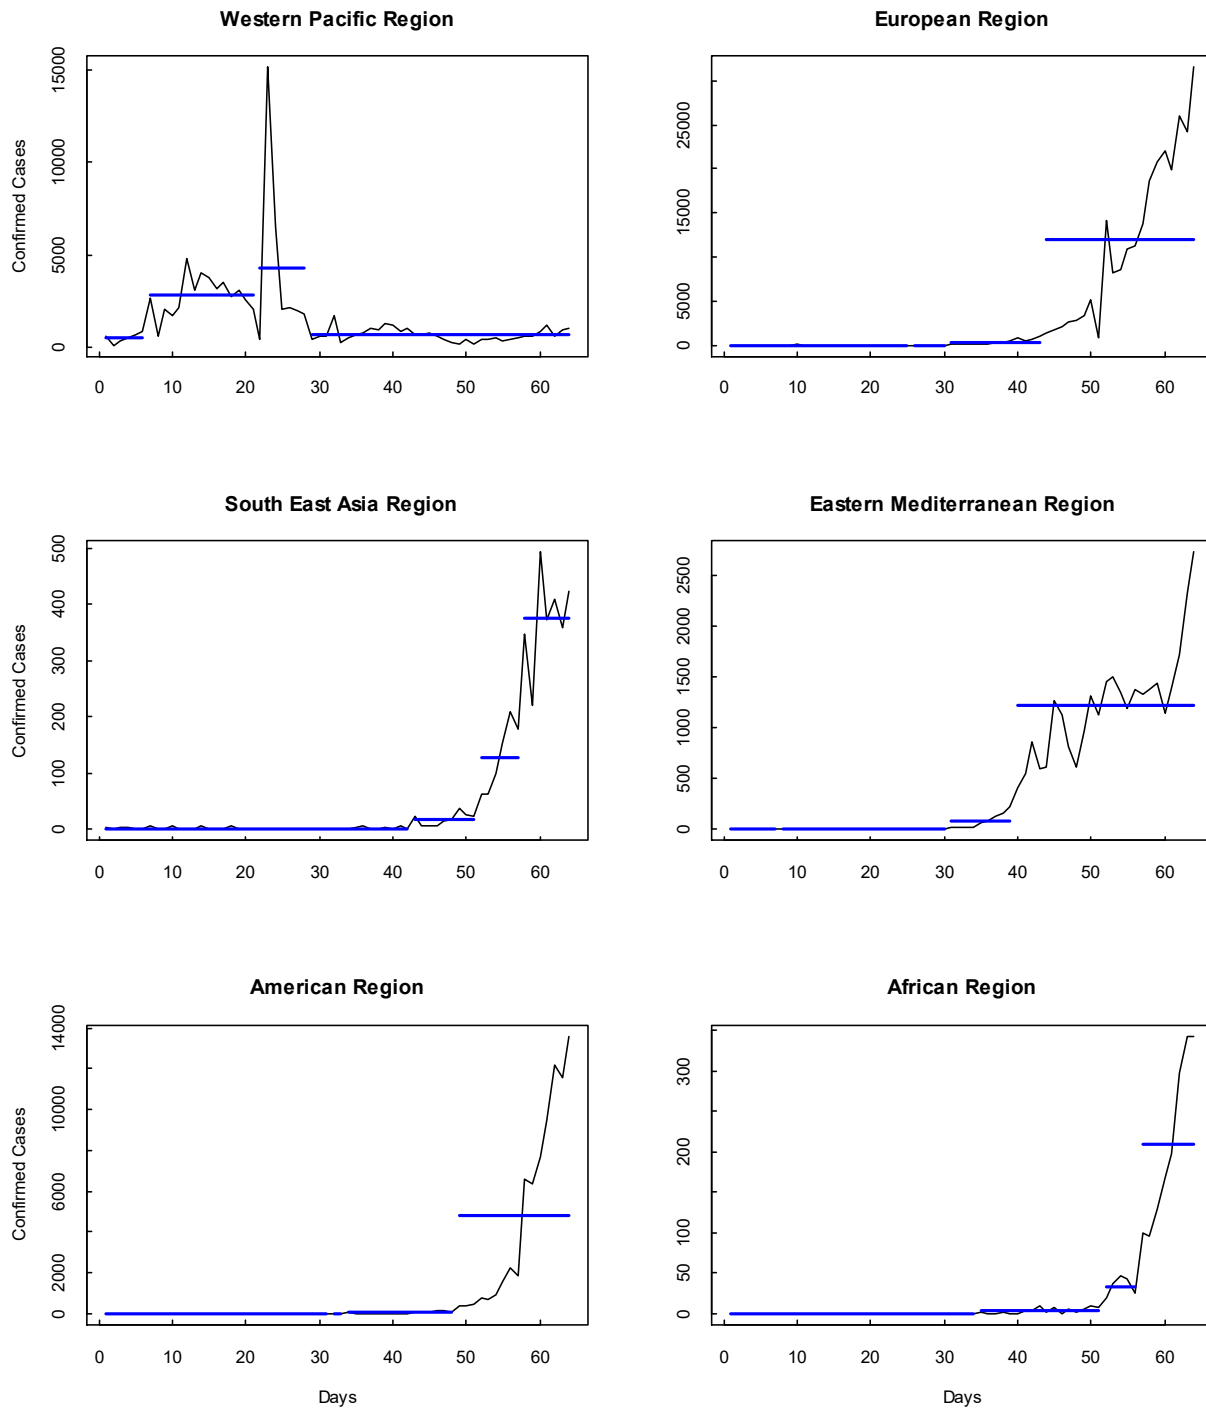 Western Pacific Region
Confirmed Cases
15000
10000
5000
0
0 10 20 30 40 50 60
European Region
25000
15000
5000
0
0 10 20 30 40 50 60
South East Asia Region
Confirmed Cases
500
400
300
200
100
0
0 10 20 30 40 50 60
Eastern Mediterranean Region
2500
2000
1500
1000
500
0
0 10 20 30 40 50 60
American Region
Confirmed Cases
14000
10000
6000
2000
0
0 10 20 30 40 50 60
Days
African Region
300
200
100
50
0
0 10 20 30 40 50 60
Days